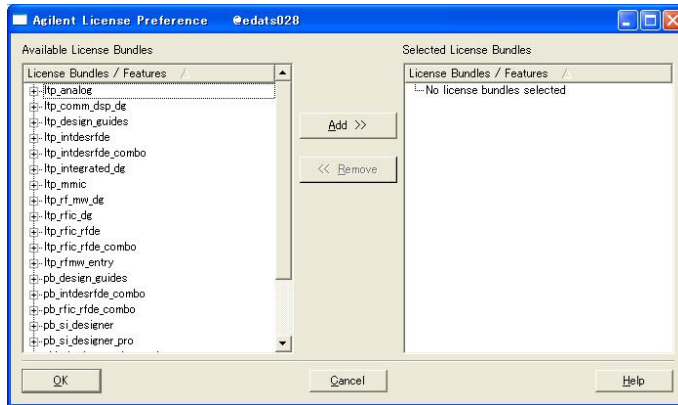 Agilent License Preference @edats028
Available License Bundles
License Bundles / Features
ltp_analog
ltp_comm_dsp_dg
ltp_design_guides
ltp_intdesrfde
ltp_intdesrfde_combo
ltp_integrated_dg
ltp_mmic
ltp_rf_mw_dg
ltp_rfic_dg
ltp_rfic_rfde
ltp_rfic_rfde_combo
ltp_rfmw_entry
pb_design_guides
pb_intdesrfde_combo
pb_rfic_rfde_combo
pb_si_designer
pb_si_designer_pro
Add >>
<< Remove
Selected License Bundles
License Bundles / Features
No license bundles selected
OK
Cancel
Help